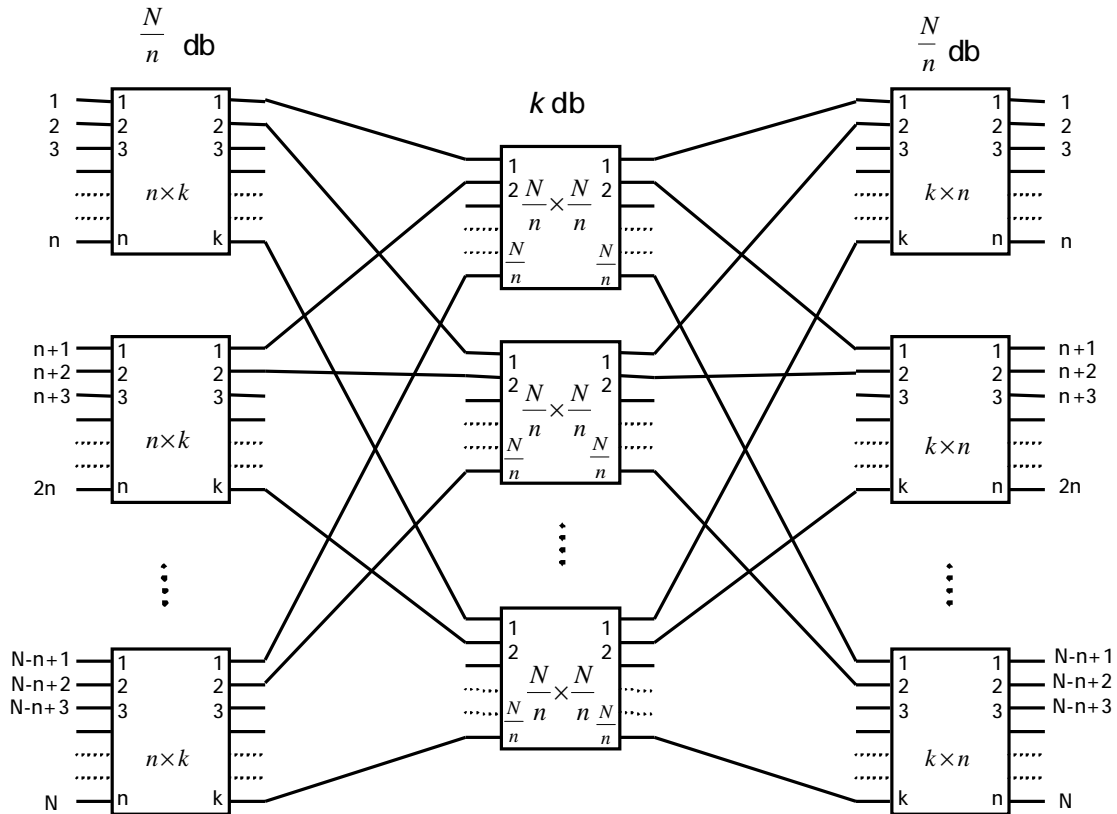 N/n db
k db
N/n db
1 1 1
2 2 2
3 3 3
n×k
n n k
1 1
2 2
N/n × N/n
N/n N/n
1 1 1
2 2 2
3 3 3
k×n
k n n
n+1 1 1
n+2 2 2
n+3 3 3
n×k
2n n k
1 1
2 2
N/n × N/n
N/n N/n
1 1 n+1
2 2 n+2
3 3 n+3
k×n
k n 2n
N-n+1 1 1
N-n+2 2 2
N-n+3 3 3
n×k
N n k
1 1
2 2
N/n × N/n
N/n N/n
1 1 N-n+1
2 2 N-n+2
3 3 N-n+3
k×n
k n N